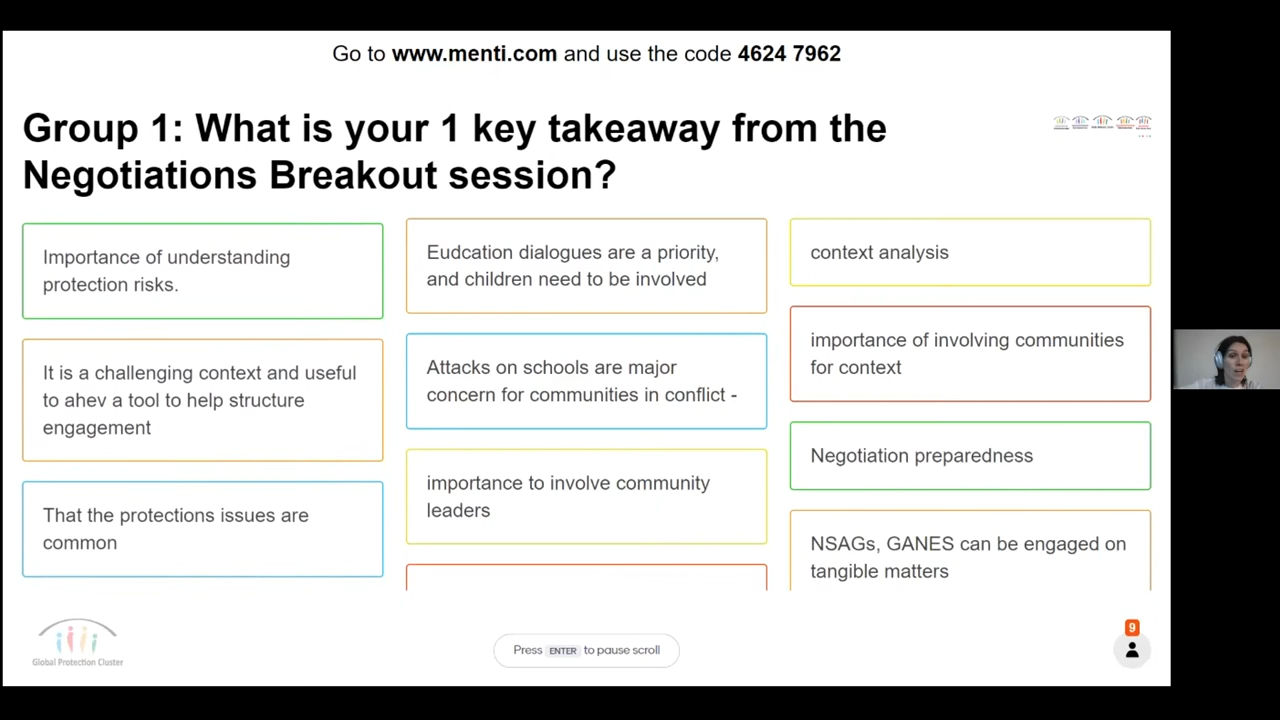 Go to www.menti.com and use the code 4624 7962
Group 1: What is your 1 key takeaway from the
Negotiations Breakout session?
Importance of understanding
protection risks.
It is a challenging context and useful
to ahev a tool to help structure
engagement
That the protections issues are
common
Eudcation dialogues are a priority,
and children need to be involved
Attacks on schools are major
concern for communities in conflict -
importance to involve community
leaders
context analysis
importance of involving communities
for context
Negotiation preparedness
NSAGs, GANES can be engaged on
tangible matters
Global Protection Cluster
Press ENTER to pause scroll
9